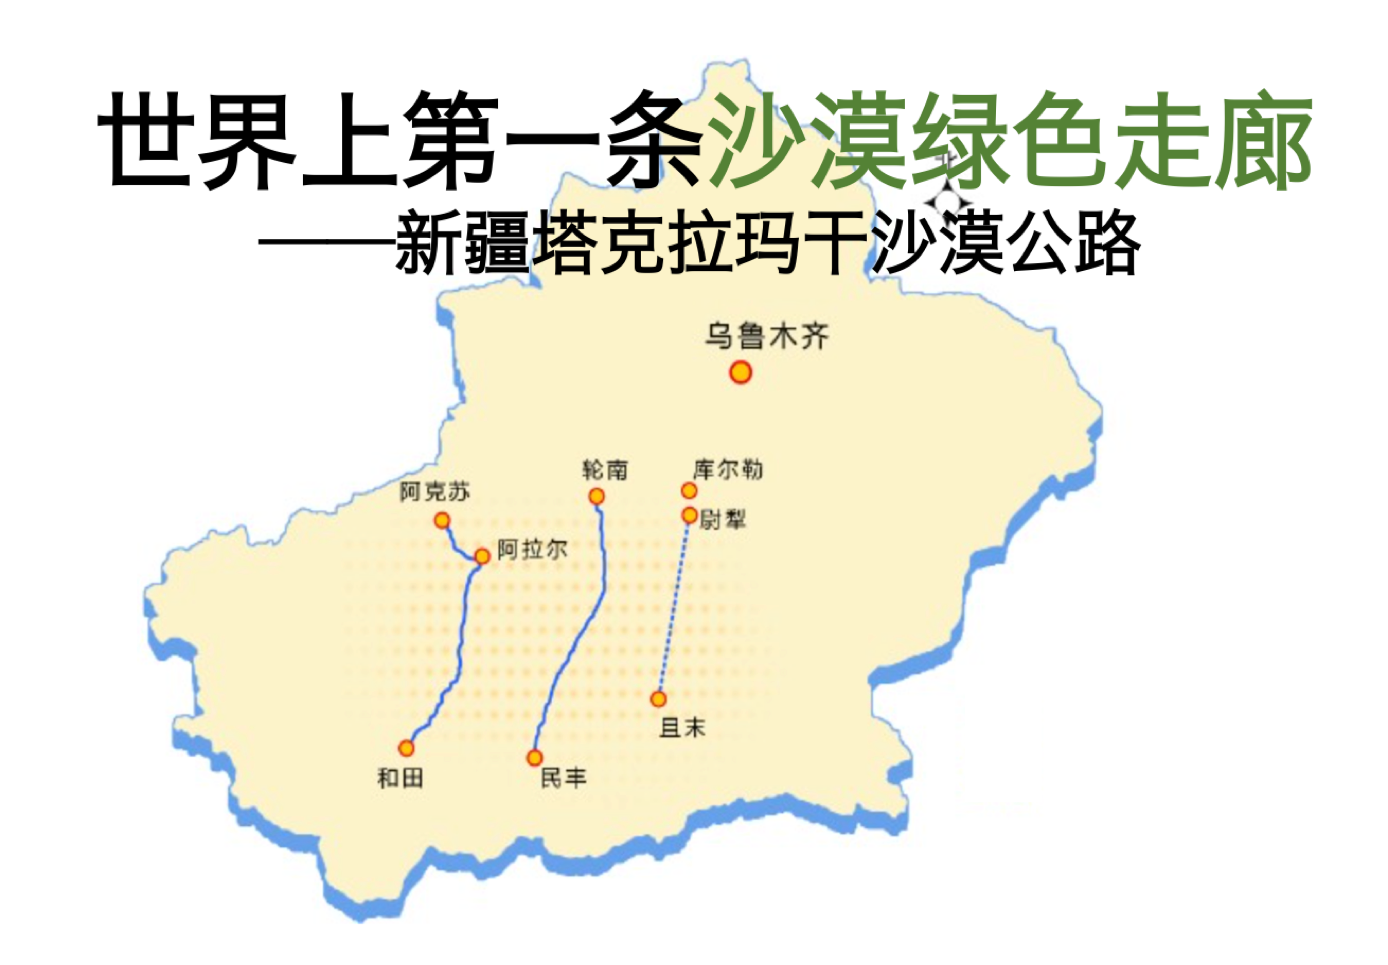 世界上第一条沙漠绿色走廊
北
——新疆塔克拉玛干沙漠公路
乌鲁木齐
轮南
库尔勒
阿克苏
尉犁
阿拉尔
且末
和田
民丰